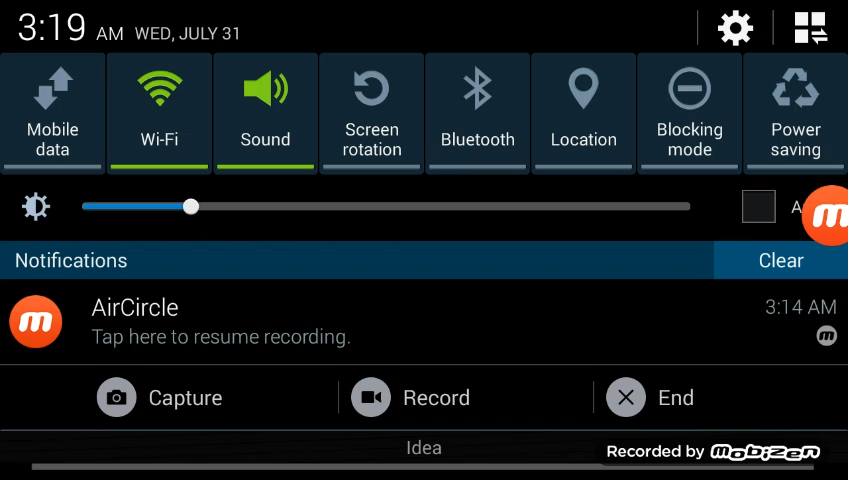 3:19 AM WED, JULY 31
Mobile data
Wi-Fi
Sound
Screen rotation
Bluetooth
Location
Blocking mode
Power saving
Notifications
Clear
AirCircle
3:14 AM
Tap here to resume recording.
Capture
Record
End
Idea
Recorded by mobizen